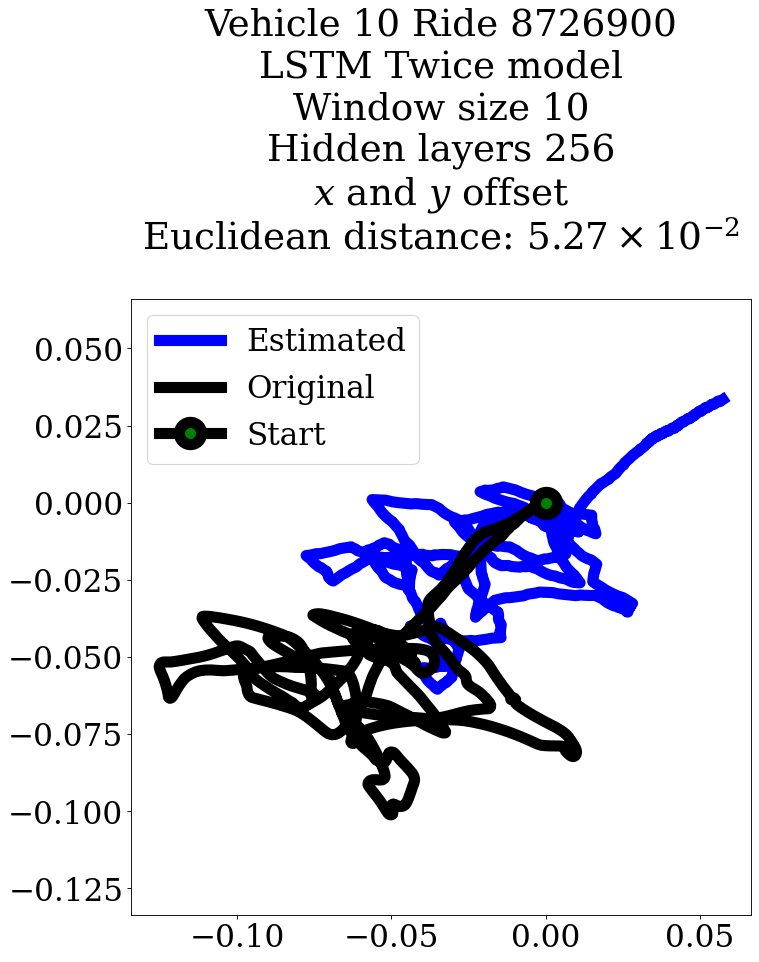 Vehicle 10 Ride 8726900
LSTM Twice model
Window size 10
Hidden layers 256
x and y offset
Euclidean distance: 5.27 × 10⁻²
Estimated
Original
Start
0.050
0.025
0.000
−0.025
−0.050
−0.075
−0.100
−0.125
−0.10 −0.05 0.00 0.05